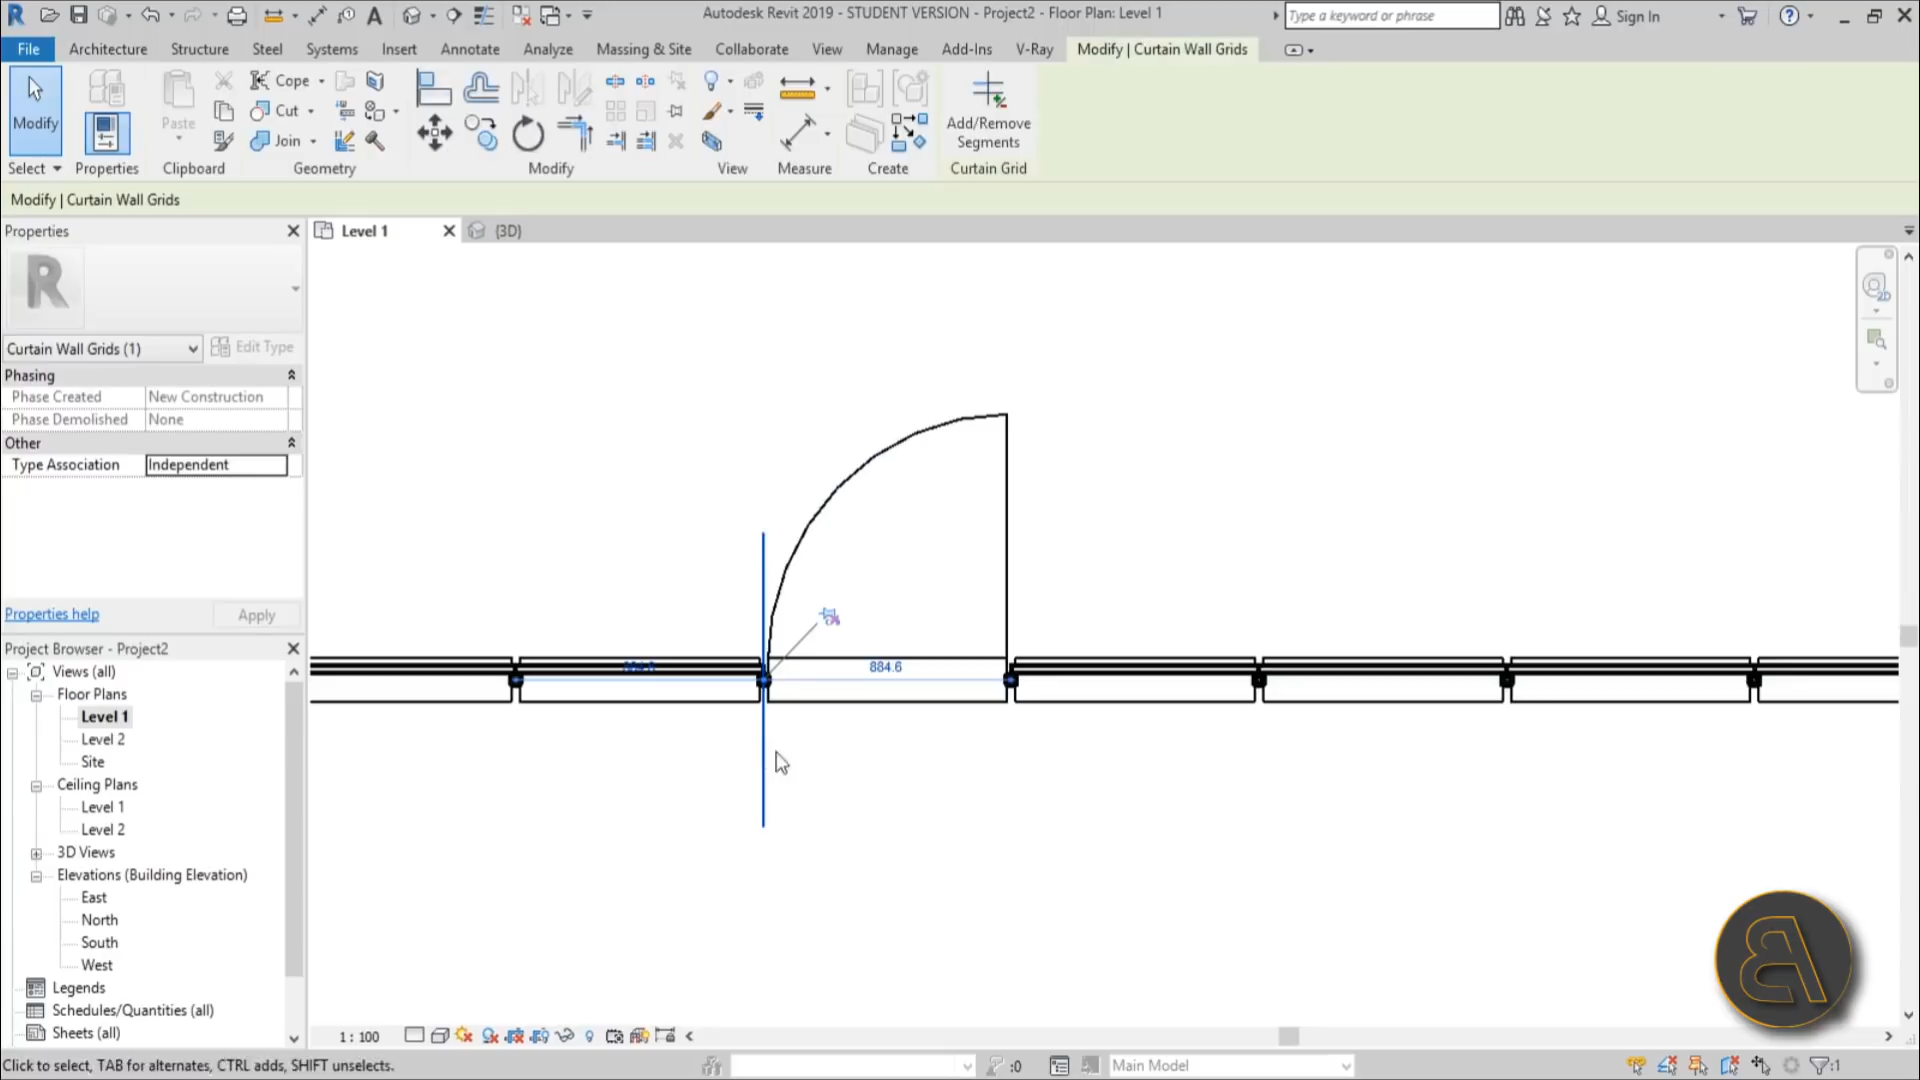 Autodesk Revit 2019 - STUDENT VERSION - Project2 - Floor Plan: Level 1
Type a keyword or phrase
Sign In
File
Architecture
Structure
Steel
Systems
Insert
Annotate
Analyze
Massing & Site
Collaborate
View
Manage
Add-Ins
V-Ray
Modify | Curtain Wall Grids
Modify
Paste
Cope
Cut
Join
Add/Remove
Segments
Select
Properties
Clipboard
Geometry
Modify
View
Measure
Create
Curtain Grid
Modify | Curtain Wall Grids
Properties
Level 1
{3D}
2D
Curtain Wall Grids (1)
Edit Type
Phasing
Phase Created
New Construction
Phase Demolished
None
Other
Type Association
Independent
Properties help
Apply
884.6
Project Browser - Project2
Views (all)
Floor Plans
Level 1
Level 2
Site
Ceiling Plans
Level 1
Level 2
3D Views
Elevations (Building Elevation)
East
North
South
West
Legends
Schedules/Quantities (all)
Sheets (all)
1 : 100
Click to select, TAB for alternates, CTRL adds, SHIFT unselects.
:0
Main Model
:1